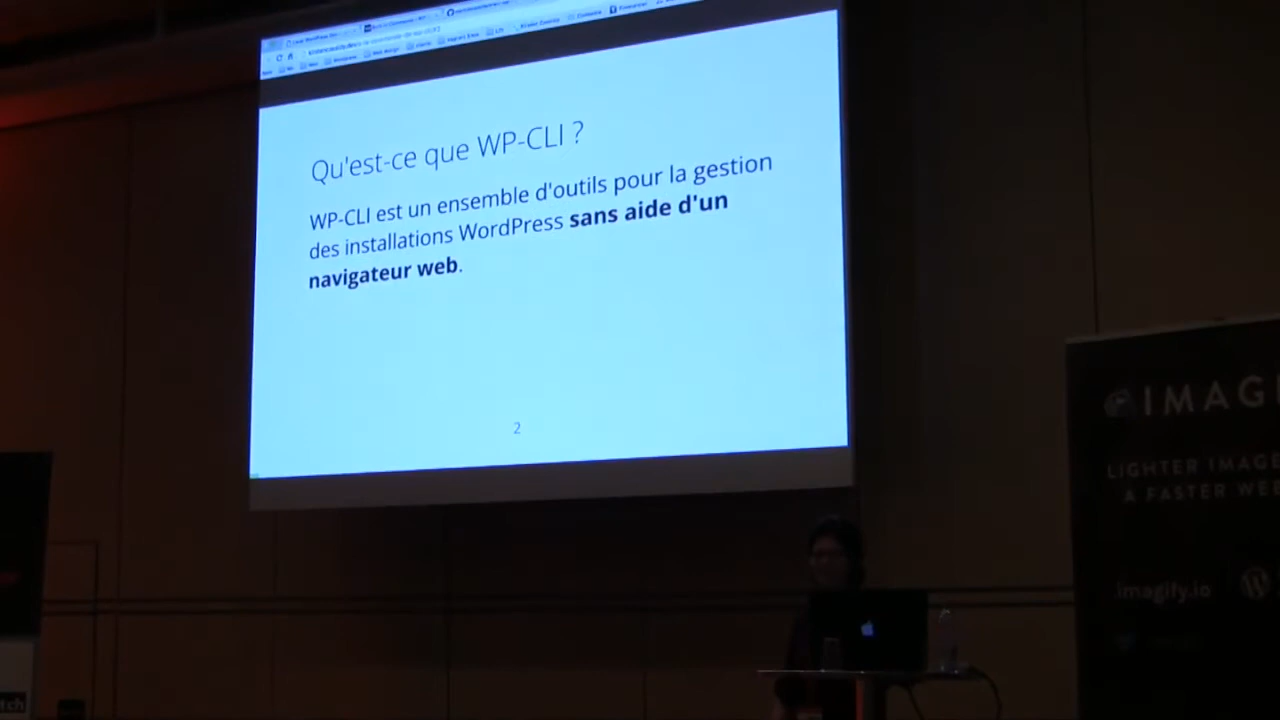 Qu'est-ce que WP-CLI ?
WP-CLI est un ensemble d'outils pour la gestion
des installations WordPress sans aide d'un
navigateur web.
2
IMAG
LIGHTER IMAGE
A FASTER WE
imagify.io
tch